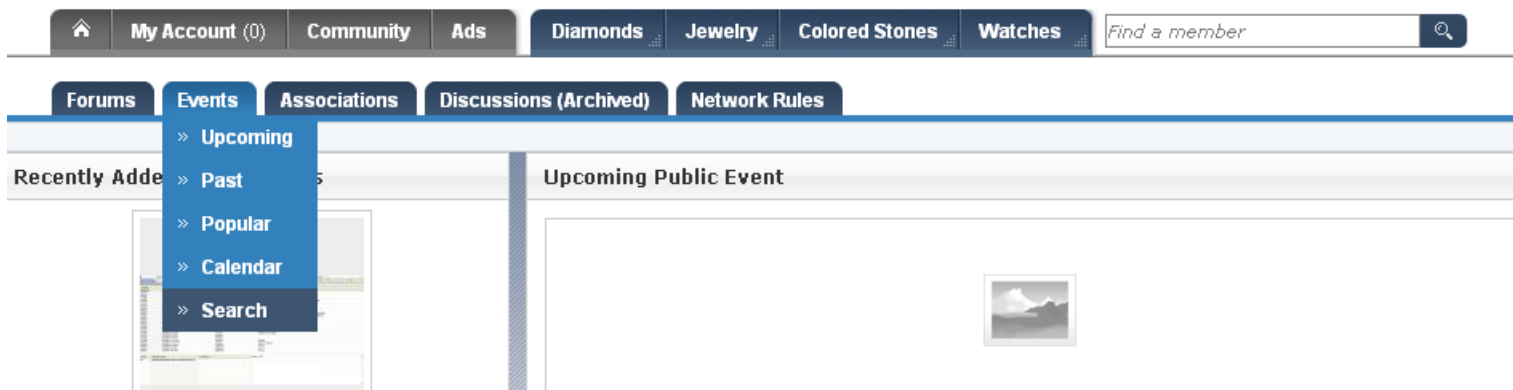 My Account (0) Community Ads Diamonds Jewelry Colored Stones Watches Find a member
Forums Events Associations Discussions (Archived) Network Rules
» Upcoming
Recently Adde
» Past
Upcoming Public Event
» Popular
» Calendar
» Search